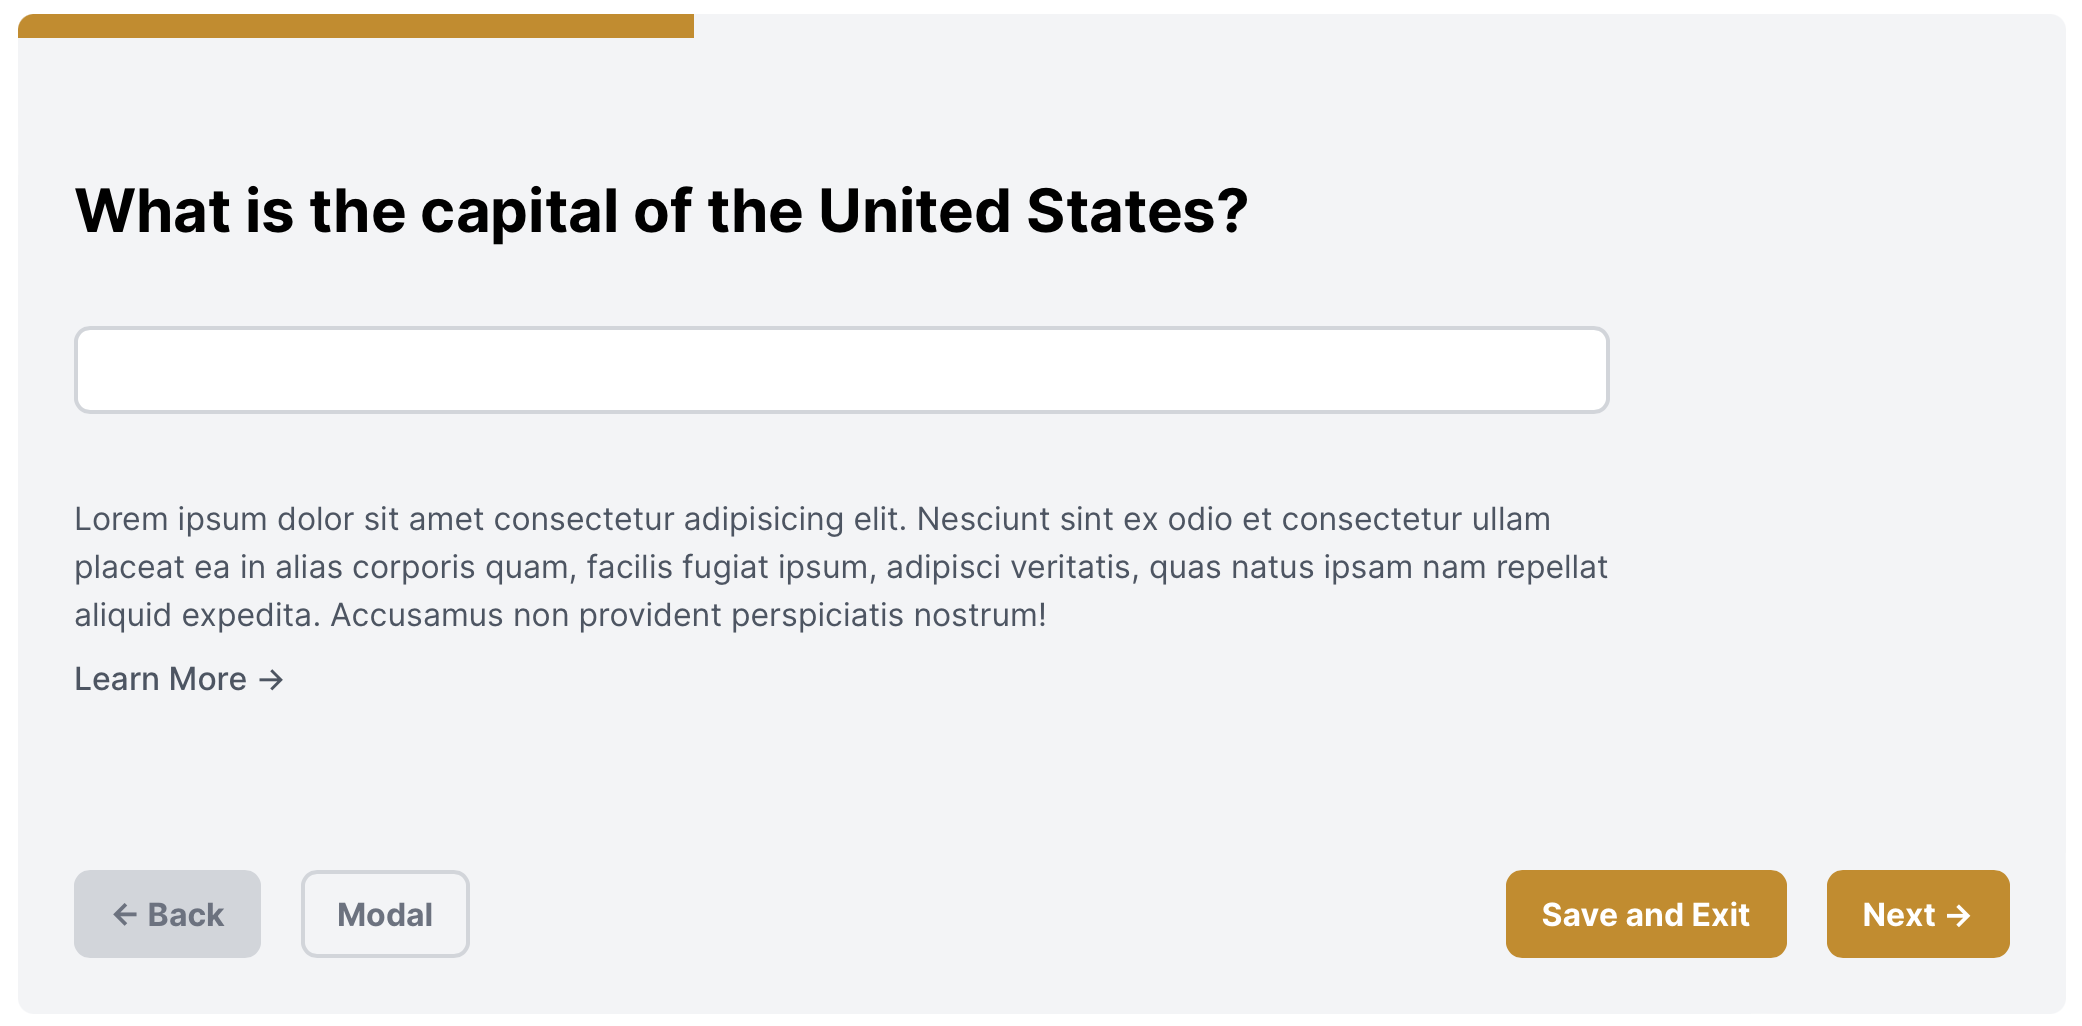 What is the capital of the United States?
Lorem ipsum dolor sit amet consectetur adipisicing elit. Nesciunt sint ex odio et consectetur ullam
placeat ea in alias corporis quam, facilis fugiat ipsum, adipisci veritatis, quas natus ipsam nam repellat
aliquid expedita. Accusamus non provident perspiciatis nostrum!
Learn More →
← Back
Modal
Save and Exit
Next →